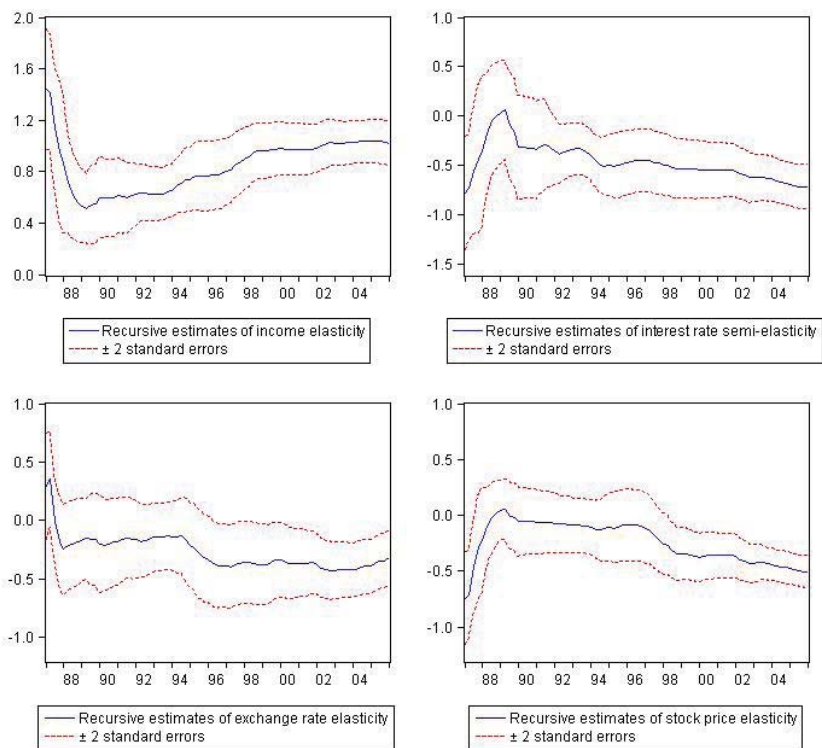 2.0
1.6
1.2
0.8
0.4
0.0
88 90 92 94 96 98 00 02 04
Recursive estimates of income elasticity
± 2 standard errors
0.5
0.0
-0.5
-1.0
-1.5
88 90 92 94 96 98 00 02 04
Recursive estimates of interest rate semi-elasticity
± 2 standard errors
1.0
0.5
0.0
-0.5
-1.0
88 90 92 94 96 98 00 02 04
Recursive estimates of exchange rate elasticity
± 2 standard errors
1.0
0.5
0.0
-0.5
-1.0
88 90 92 94 96 98 00 02 04
Recursive estimates of stock price elasticity
± 2 standard errors